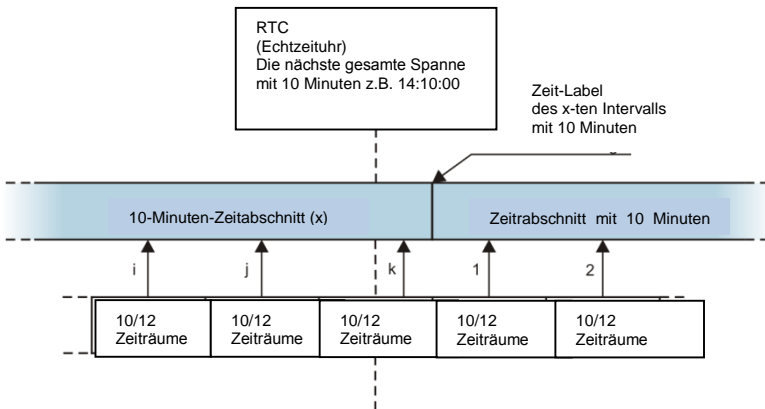 RTC
(Echtzeituhr)
Die nächste gesamte Spanne
mit 10 Minuten z.B. 14:10:00
Zeit-Label
des x-ten Intervalls
mit 10 Minuten
10-Minuten-Zeitabschnitt (x)
Zeitrabschnitt mit 10 Minuten
i
j
k
1
2
10/12
Zeiträume
10/12
Zeiträume
10/12
Zeiträume
10/12
Zeiträume
10/12
Zeiträume